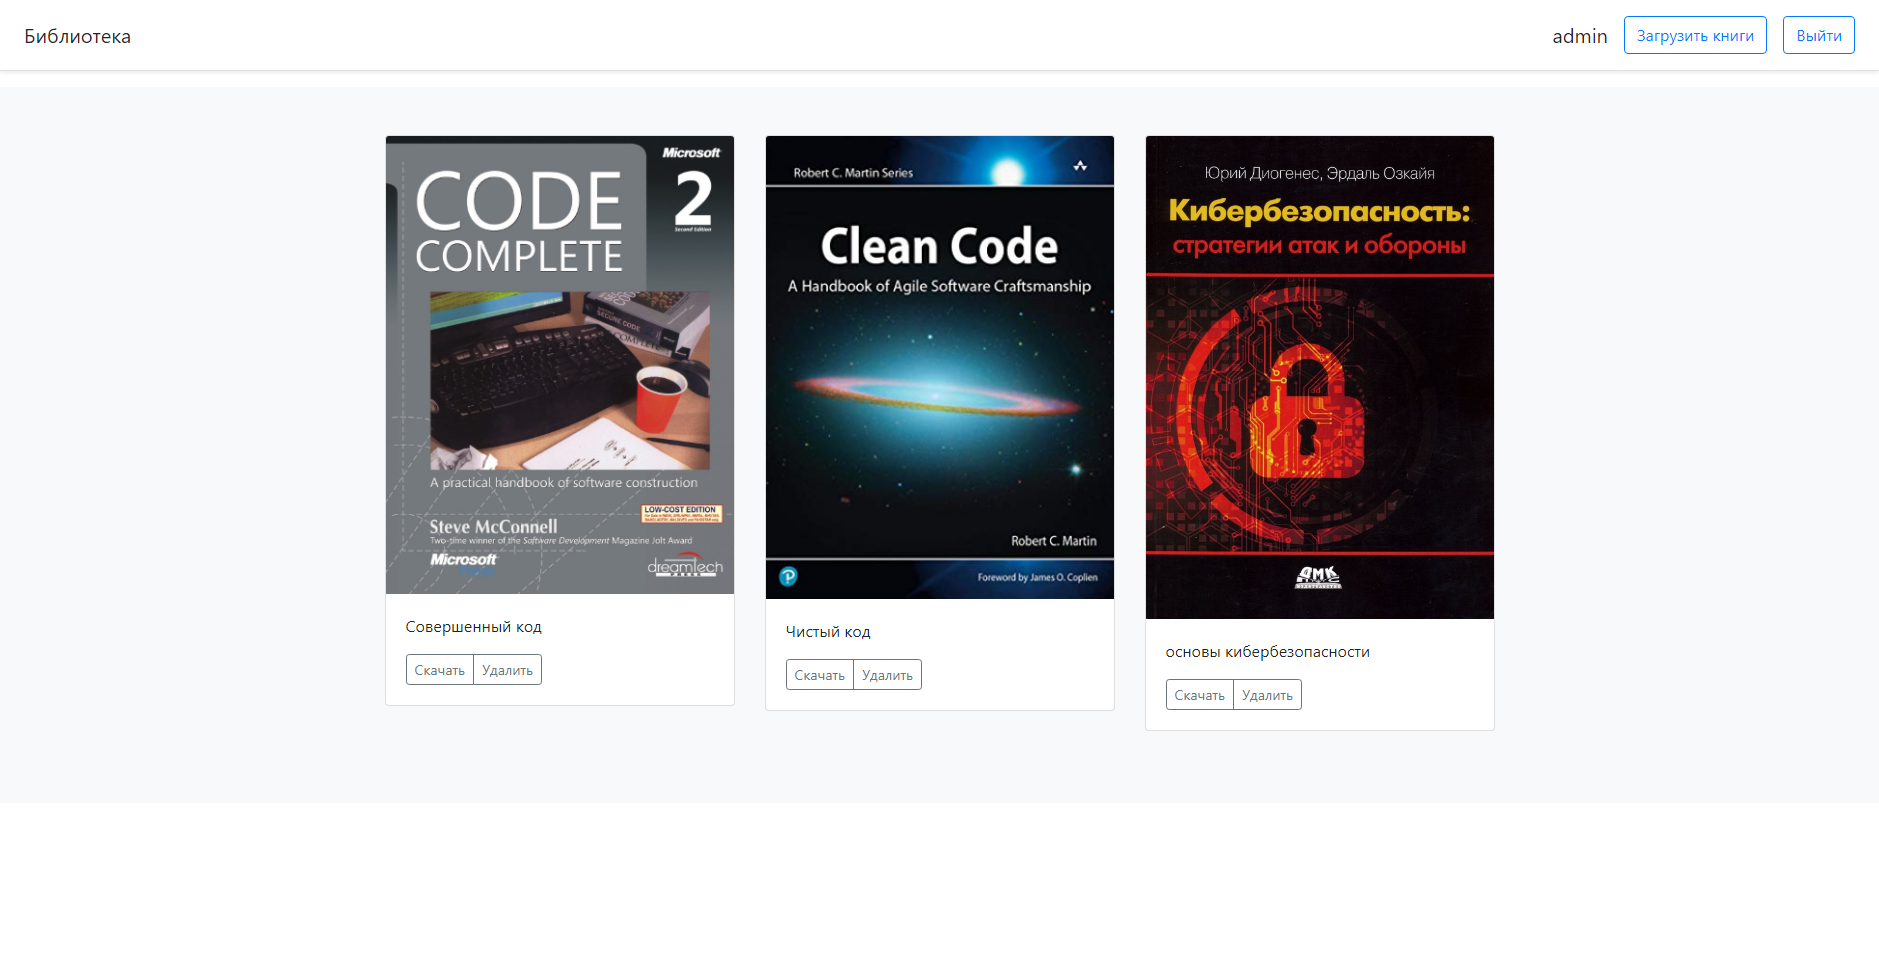 Библиотека
admin
Загрузить книги
Выйти
Microsoft
CODE
COMPLETE
2
Second Edition
A practical handbook of software construction
LOW-COST EDITION
Steve McConnell
Two-time winner of the Software Development Magazine Jolt Award
Microsoft
dreamtech
PRESS
Совершенный код
Скачать
Удалить
Robert C. Martin Series
Clean Code
A Handbook of Agile Software Craftsmanship
Robert C. Martin
Foreword by James O. Coplien
Чистый код
Скачать
Удалить
Юрий Диогенес, Эрдаль Озкайя
Кибербезопасность:
стратегии атак и обороны
ДМК
основы кибербезопасности
Скачать
Удалить